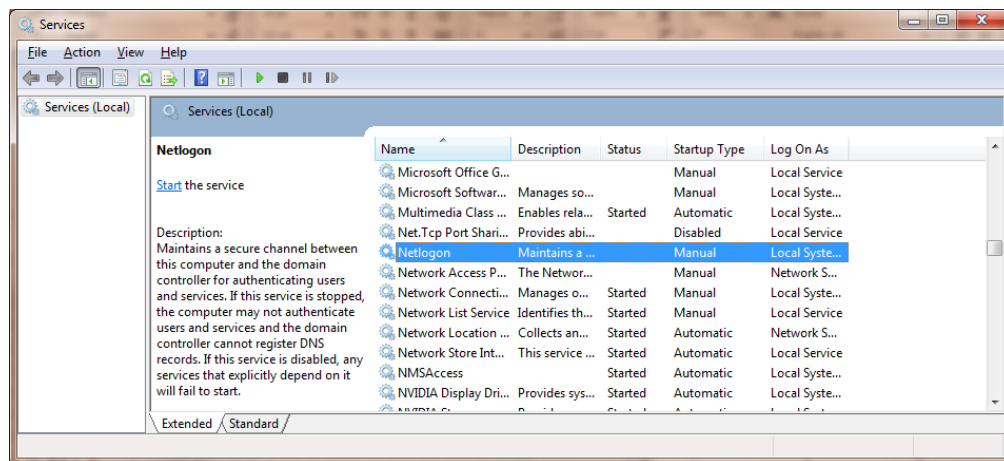 Services
File Action View Help
Services (Local)
Services (Local)
Netlogon
Start the service
Description:
Maintains a secure channel between
this computer and the domain
controller for authenticating users
and services. If this service is stopped,
the computer may not authenticate
users and services and the domain
controller cannot register DNS
records. If this service is disabled, any
services that explicitly depend on it
will fail to start.
Name Description Status Startup Type Log On As
Microsoft Office G... Manual Local Service
Microsoft Softwar... Manages so... Manual Local Syste...
Multimedia Class ... Enables rela... Started Automatic Local Syste...
Net.Tcp Port Shari... Provides abi... Disabled Local Service
Netlogon Maintains a ... Manual Local Syste...
Network Access P... The Networ... Manual Network S...
Network Connecti... Manages o... Started Manual Local Syste...
Network List Service Identifies th... Started Manual Local Service
Network Location ... Collects an... Started Automatic Network S...
Network Store Int... This service ... Started Automatic Local Service
NMSAccess Started Automatic Local Syste...
NVIDIA Display Dri... Provides sys... Started Automatic Local Syste...
Extended Standard